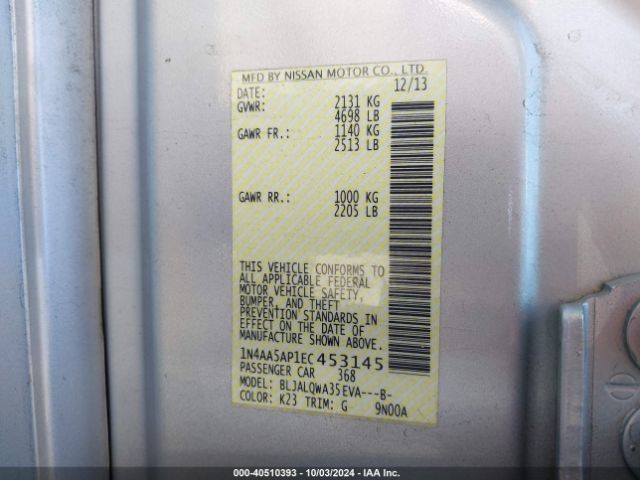 MFD BY NISSAN MOTOR CO., LTD.
DATE: 12/13
GVWR: 2131 KG
4698 LB
GAWR FR.: 1140 KG
2513 LB
GAWR RR.: 1000 KG
2205 LB
THIS VEHICLE CONFORMS TO
ALL APPLICABLE FEDERAL
MOTOR VEHICLE SAFETY,
BUMPER, AND THEFT
PREVENTION STANDARDS IN
EFFECT ON THE DATE OF
MANUFACTURE SHOWN ABOVE.
1N4AA5AP1EC453145
PASSENGER CAR 368
MODEL: BLJALQWA35EVA---B-
COLOR: K23 TRIM: G 9N00A
000-40510393 - 10/03/2024 - IAA Inc.